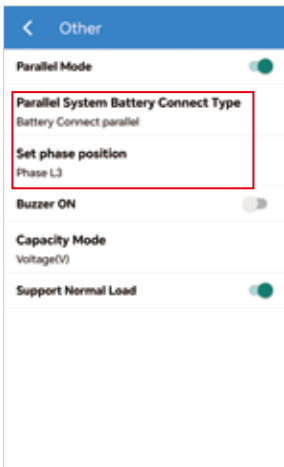 Other
Parallel Mode
Parallel System Battery Connect Type
Battery Connect parallel
Set phase position
Phase L3
Buzzer ON
Capacity Mode
Voltage(V)
Support Normal Load